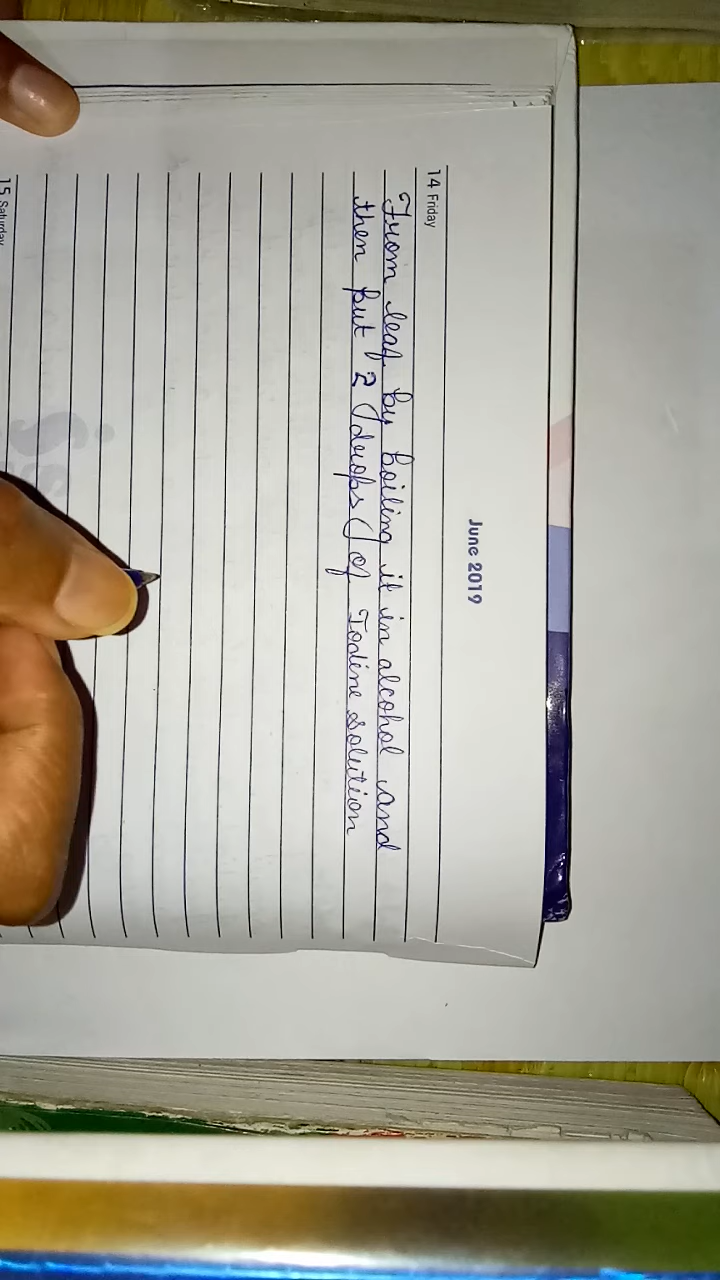 June 2019
14 Friday
From leaf by boiling it in alcohol and
then put 2 drops of Iodine solution
15 Saturday